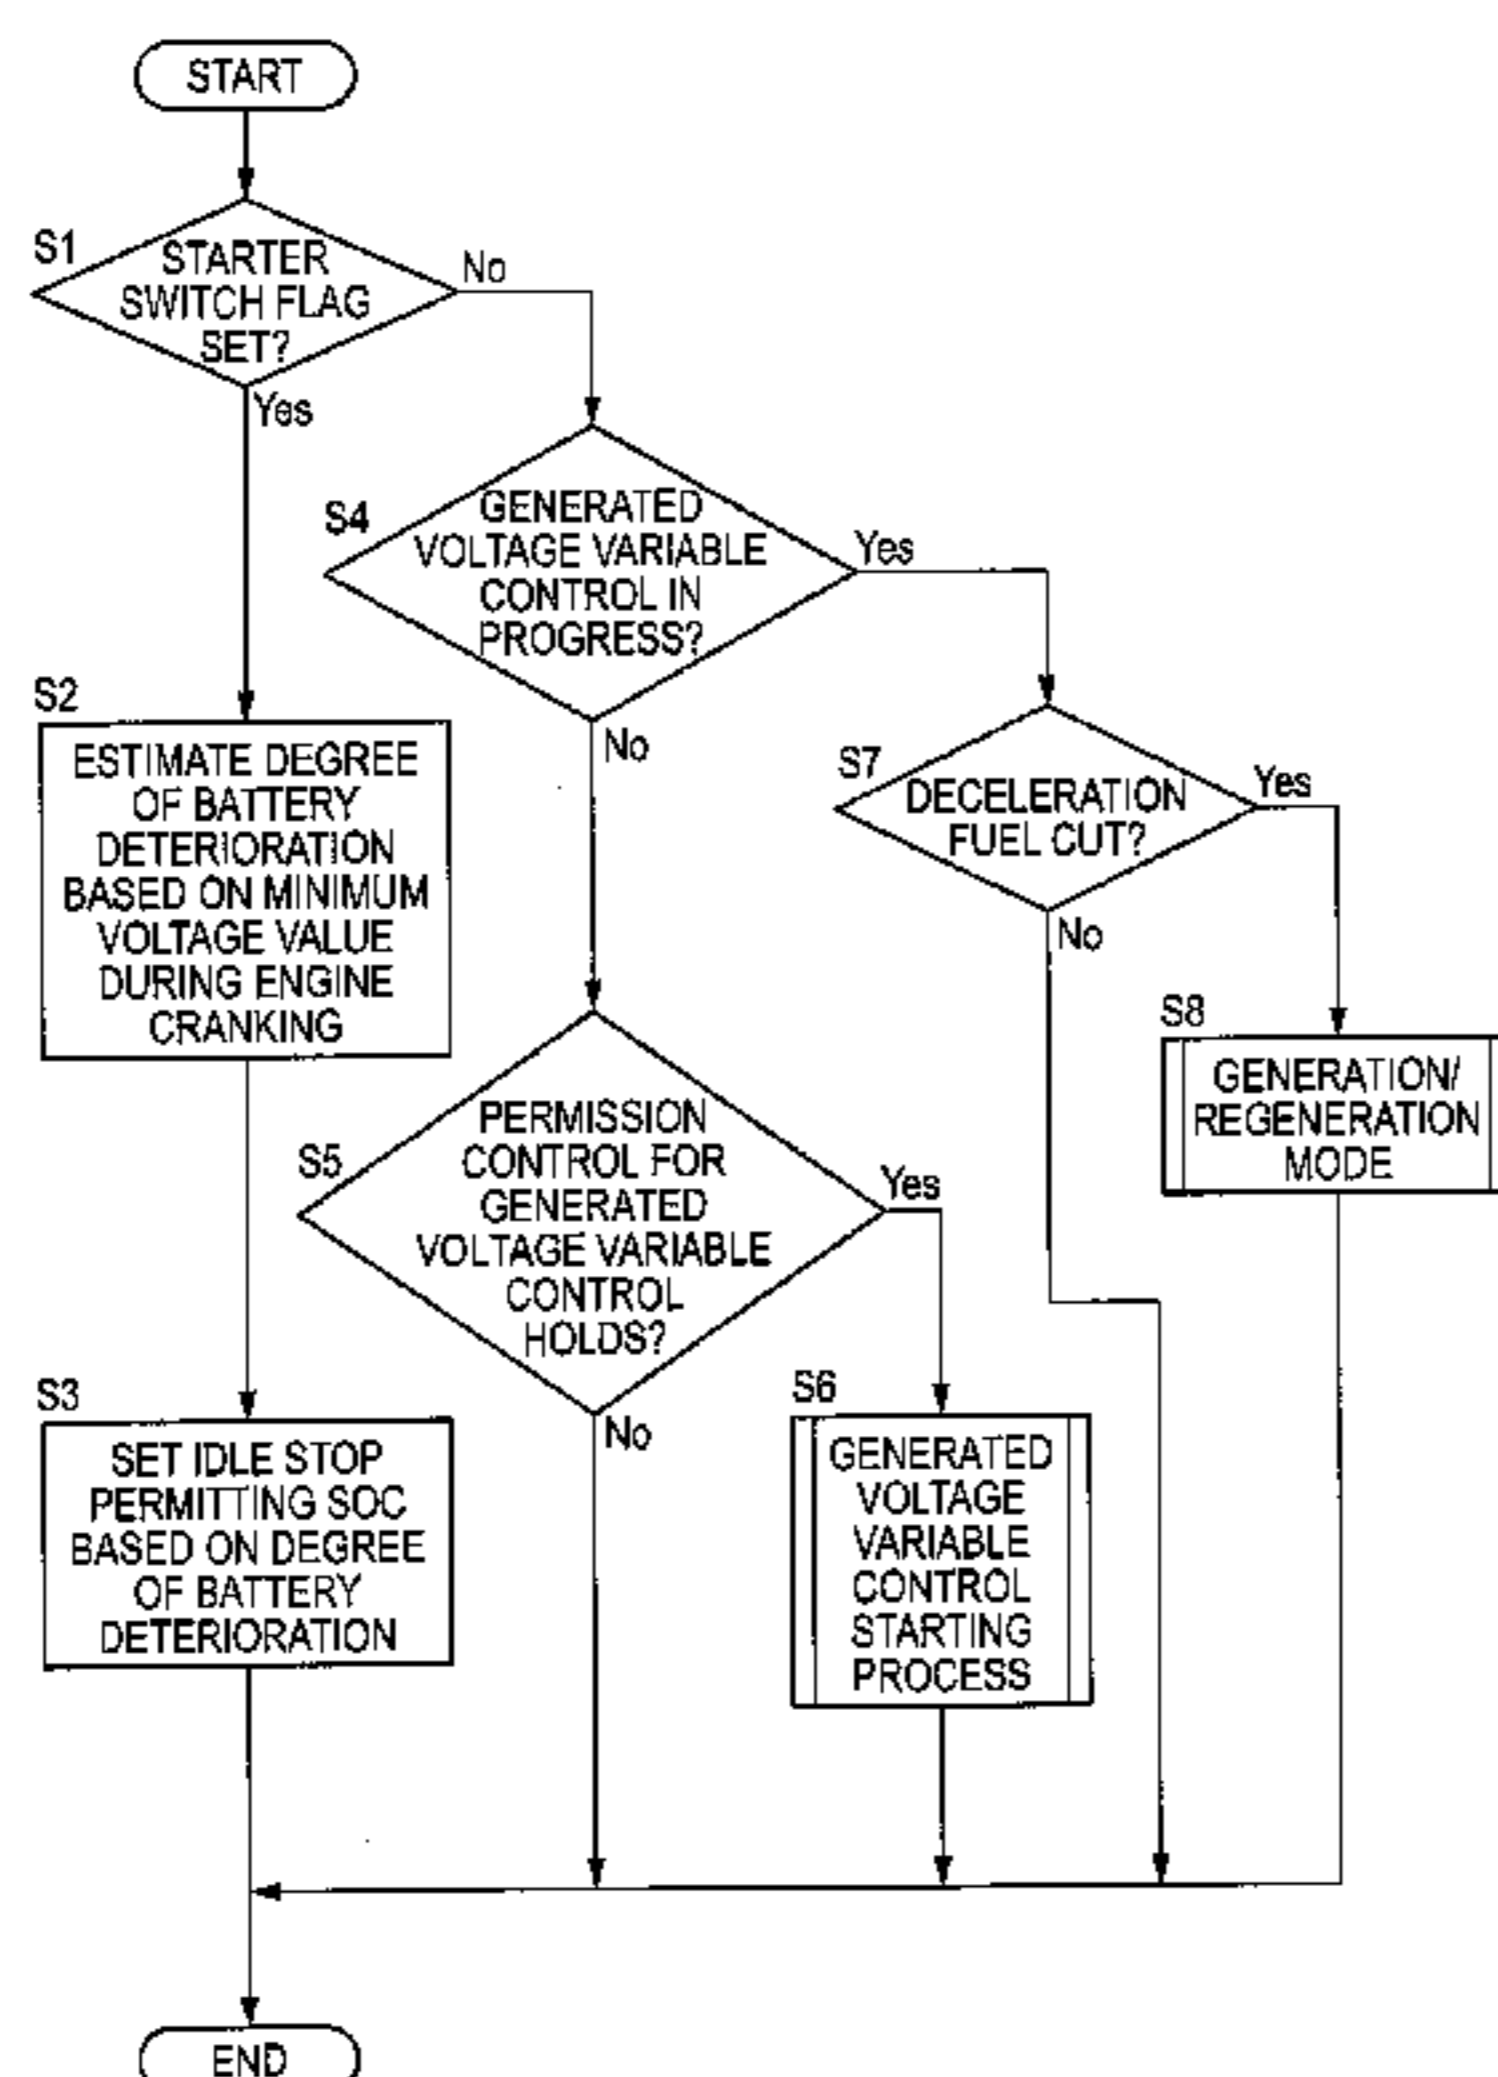 START
S1
STARTER
SWITCH FLAG
SET?
No
Yes
S4
GENERATED
VOLTAGE VARIABLE
CONTROL IN
PROGRESS?
Yes
No
S2
ESTIMATE DEGREE
OF BATTERY
DETERIORATION
BASED ON MINIMUM
VOLTAGE VALUE
DURING ENGINE
CRANKING
S7
DECELERATION
FUEL CUT?
Yes
No
S8
GENERATION/
REGENERATION
MODE
S5
PERMISSION
CONTROL FOR
GENERATED
VOLTAGE VARIABLE
CONTROL
HOLDS?
Yes
No
S3
SET IDLE STOP
PERMITTING SOC
BASED ON DEGREE
OF BATTERY
DETERIORATION
S6
GENERATED
VOLTAGE
VARIABLE
CONTROL
STARTING
PROCESS
END